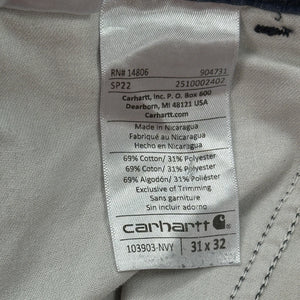 RN# 14806 904731
SP22 2510002402
Carhartt, Inc. P.O. Box 600
Dearborn, MI 48121 USA
Carhartt.com
Made in Nicaragua
Fabriqué au Nicaragua
Hecho en Nicaragua
69% Cotton/ 31% Polyester
69% Coton/ 31% Polyester
69% Algodón/ 31% Poliéster
Exclusive of Trimming
Sans garniture
Sin incluir adorno
carhartt
103903-NVY 31 x 32